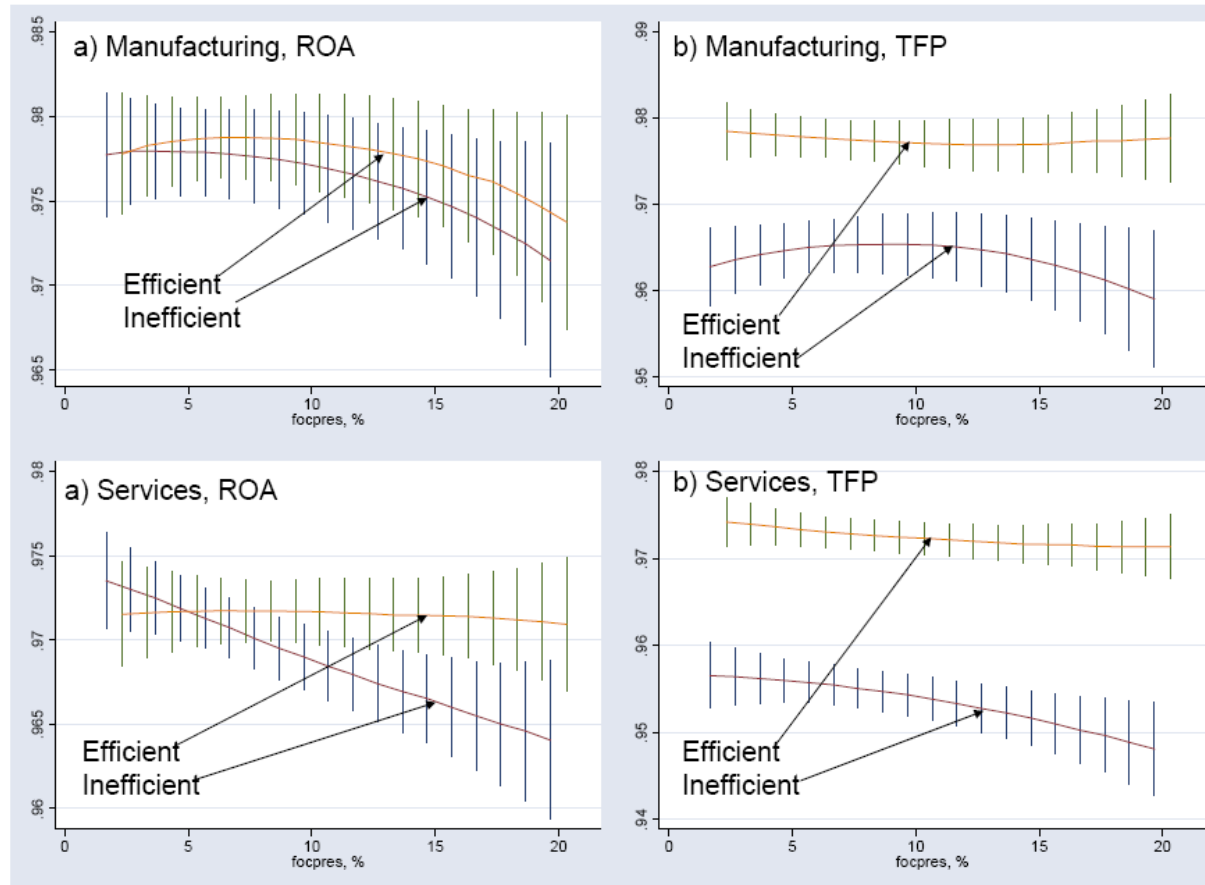 a) Manufacturing, ROA
.985
.98
.975
.97
.965
Efficient
Inefficient
0 5 10 15 20
focpres, %
b) Manufacturing, TFP
.99
.98
.97
.96
.95
Efficient
Inefficient
0 5 10 15 20
focpres, %
a) Services, ROA
.98
.975
.97
.965
.96
Efficient
Inefficient
0 5 10 15 20
focpres, %
b) Services, TFP
.98
.97
.96
.95
.94
Efficient
Inefficient
0 5 10 15 20
focpres, %